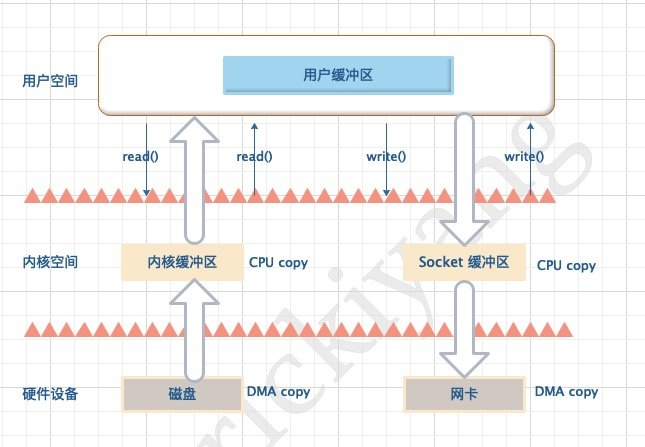 用户缓冲区
用户空间
read()
read()
write()
write()
内核空间
内核缓冲区
CPU copy
Socket 缓冲区
CPU copy
硬件设备
磁盘
DMA copy
网卡
DMA copy
rickiyang